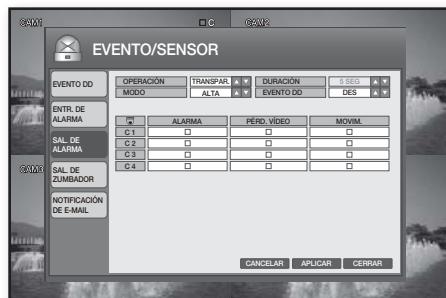 CAM1 C CAM2
EVENTO/SENSOR
EVENTO DD
ENTR. DE
ALARMA
SAL. DE
ALARMA
SAL. DE
ZUMBADOR
NOTIFICACIÓN
DE E-MAIL
OPERACIÓN TRANSPAR. DURACIÓN 5 SEG
MODO ALTA EVENTO DD DES
ALARMA PÉRD. VÍDEO MOVIM.
C 1
C 2
C 3
C 4
CAM3
CANCELAR APLICAR CERRAR